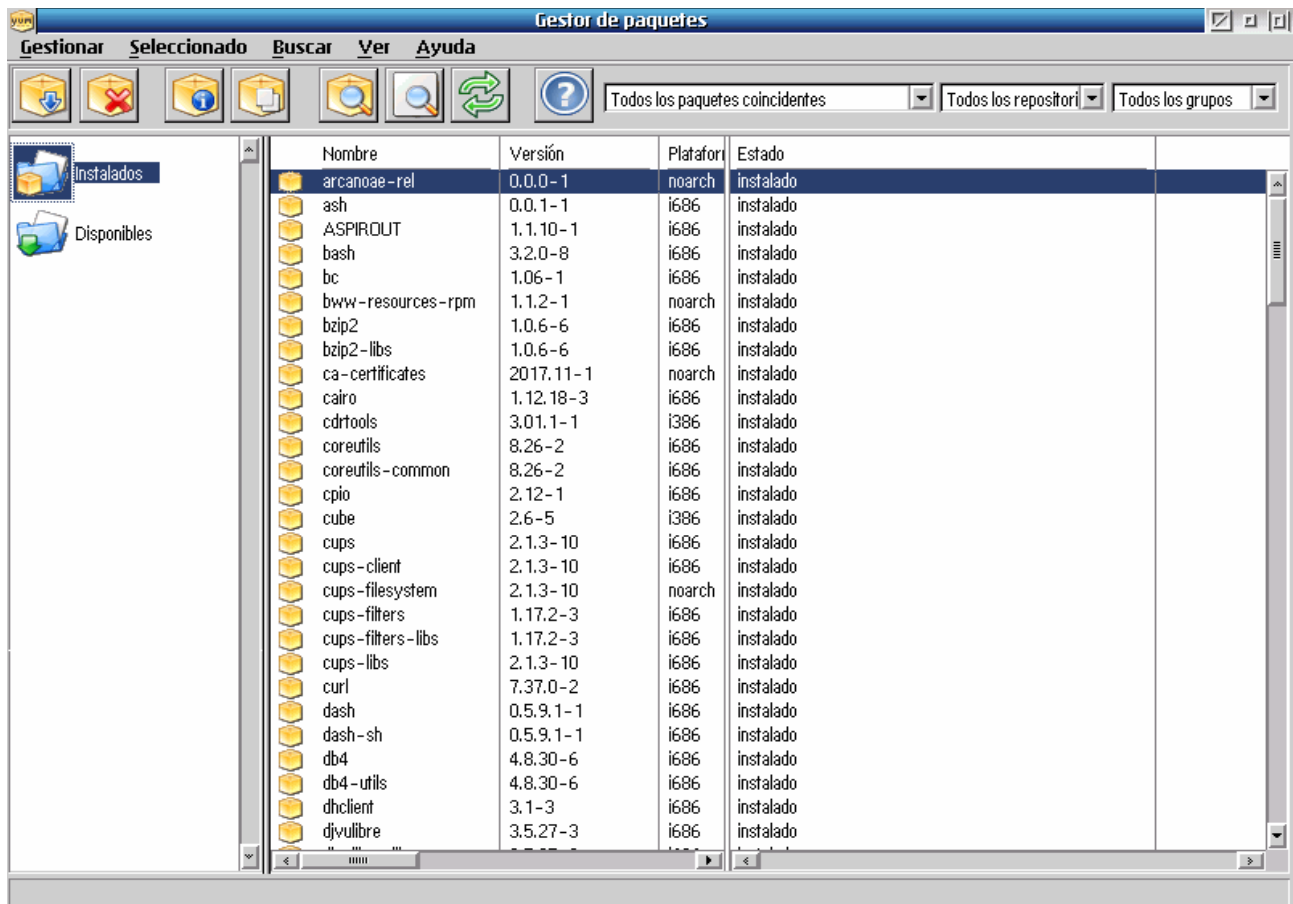 yum Gestor de paquetes
Gestionar Seleccionado Buscar Ver Ayuda
Todos los paquetes coincidentes Todos los repositori Todos los grupos
Instalados
Disponibles
Nombre Versión Platafor Estado
arcanoae-rel 0.0.0-1 noarch instalado
ash 0.0.1-1 i686 instalado
ASPIROUT 1.1.10-1 i686 instalado
bash 3.2.0-8 i686 instalado
bc 1.06-1 i686 instalado
bww-resources-rpm 1.1.2-1 noarch instalado
bzip2 1.0.6-6 i686 instalado
bzip2-libs 1.0.6-6 i686 instalado
ca-certificates 2017.11-1 noarch instalado
cairo 1.12.18-3 i686 instalado
cdrtools 3.01.1-1 i386 instalado
coreutils 8.26-2 i686 instalado
coreutils-common 8.26-2 i686 instalado
cpio 2.12-1 i686 instalado
cube 2.6-5 i386 instalado
cups 2.1.3-10 i686 instalado
cups-client 2.1.3-10 i686 instalado
cups-filesystem 2.1.3-10 noarch instalado
cups-filters 1.17.2-3 i686 instalado
cups-filters-libs 1.17.2-3 i686 instalado
cups-libs 2.1.3-10 i686 instalado
curl 7.37.0-2 i686 instalado
dash 0.5.9.1-1 i686 instalado
dash-sh 0.5.9.1-1 i686 instalado
db4 4.8.30-6 i686 instalado
db4-utils 4.8.30-6 i686 instalado
dhclient 3.1-3 i686 instalado
djvulibre 3.5.27-3 i686 instalado